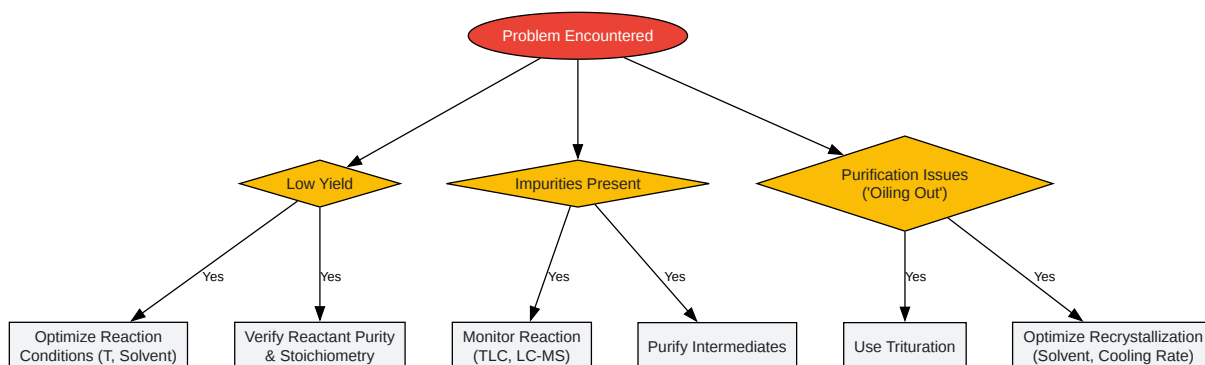 Problem Encountered
Low Yield
Impurities Present
Purification Issues
('Oiling Out')
Yes
Yes
Yes
Yes
Yes
Yes
Optimize Reaction
Conditions (T, Solvent)
Verify Reactant Purity
& Stoichiometry
Monitor Reaction
(TLC, LC-MS)
Purify Intermediates
Use Trituration
Optimize Recrystallization
(Solvent, Cooling Rate)